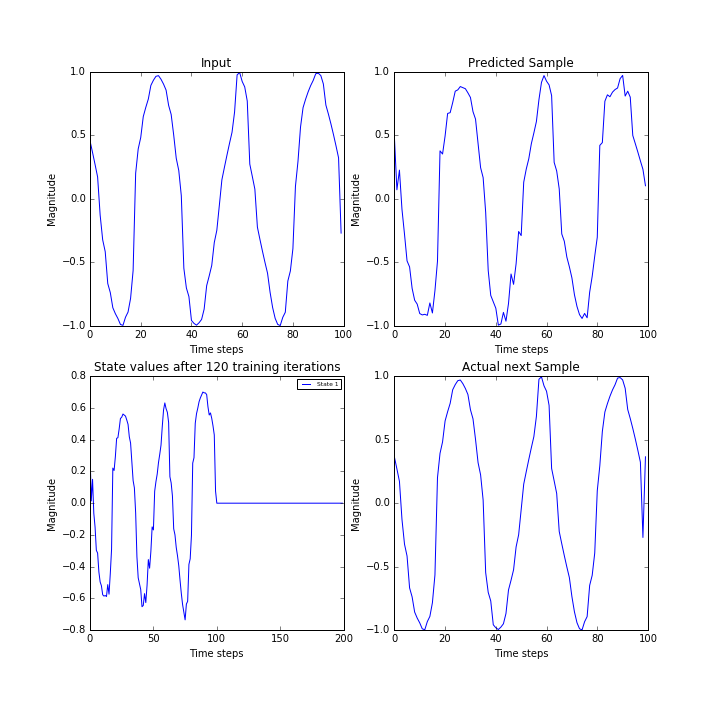 Input
Magnitude
1.0
0.5
0.0
−0.5
−1.0
0 20 40 60 80 100
Time steps
Predicted Sample
Magnitude
1.0
0.5
0.0
−0.5
−1.0
0 20 40 60 80 100
Time steps
State values after 120 training iterations
State 1
Magnitude
0.8
0.6
0.4
0.2
0.0
−0.2
−0.4
−0.6
−0.8
0 50 100 150 200
Time steps
Actual next Sample
Magnitude
1.0
0.5
0.0
−0.5
−1.0
0 20 40 60 80 100
Time steps